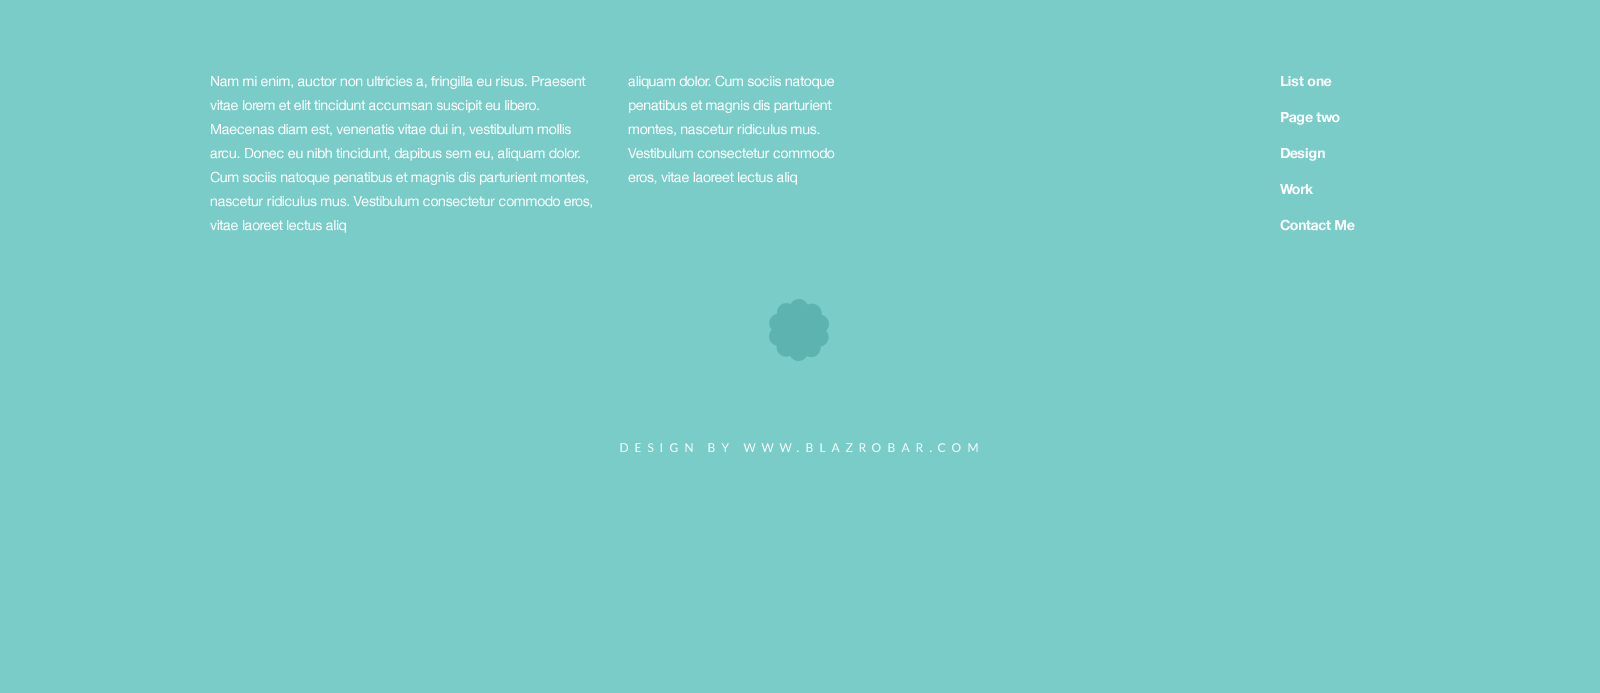 Nam mi enim, auctor non ultricies a, fringilla eu risus. Praesent
vitae lorem et elit tincidunt accumsan suscipit eu libero.
Maecenas diam est, venenatis vitae dui in, vestibulum mollis
arcu. Donec eu nibh tincidunt, dapibus sem eu, aliquam dolor.
Cum sociis natoque penatibus et magnis dis parturient montes,
nascetur ridiculus mus. Vestibulum consectetur commodo eros,
vitae laoreet lectus aliq
aliquam dolor. Cum sociis natoque
penatibus et magnis dis parturient
montes, nascetur ridiculus mus.
Vestibulum consectetur commodo
eros, vitae laoreet lectus aliq
List one
Page two
Design
Work
Contact Me
DESIGN BY WWW.BLAZROBAR.COM